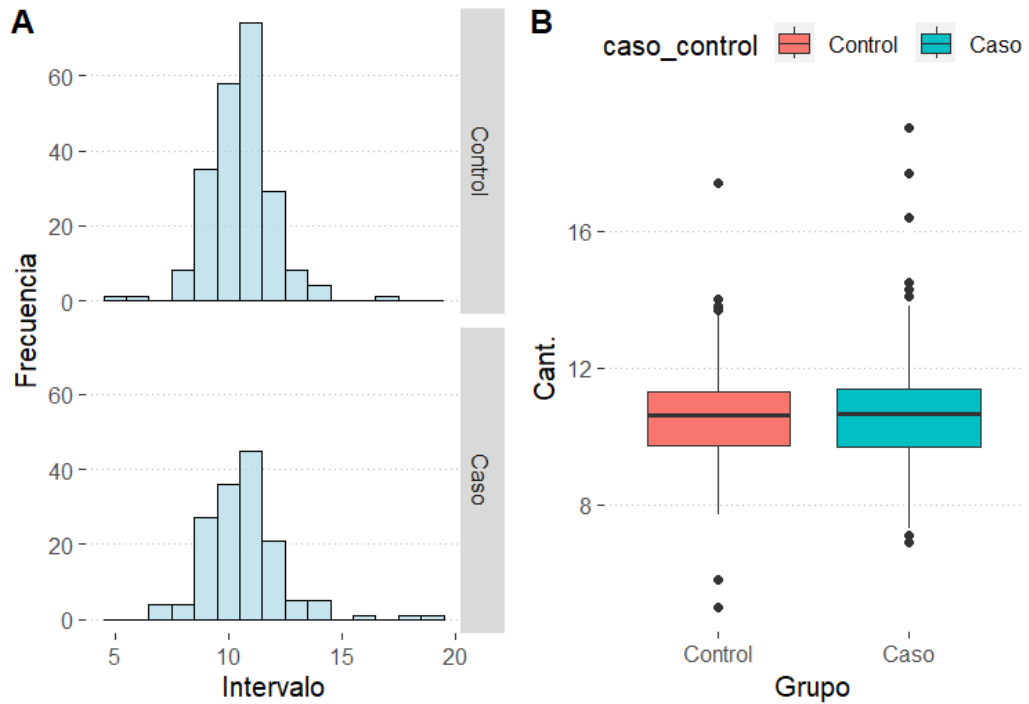 A
Frecuencia
60
40
20
0
Control
60
40
20
0
Caso
5 10 15 20
Intervalo
B
caso_control Control Caso
Cant.
16
12
8
Control Caso
Grupo